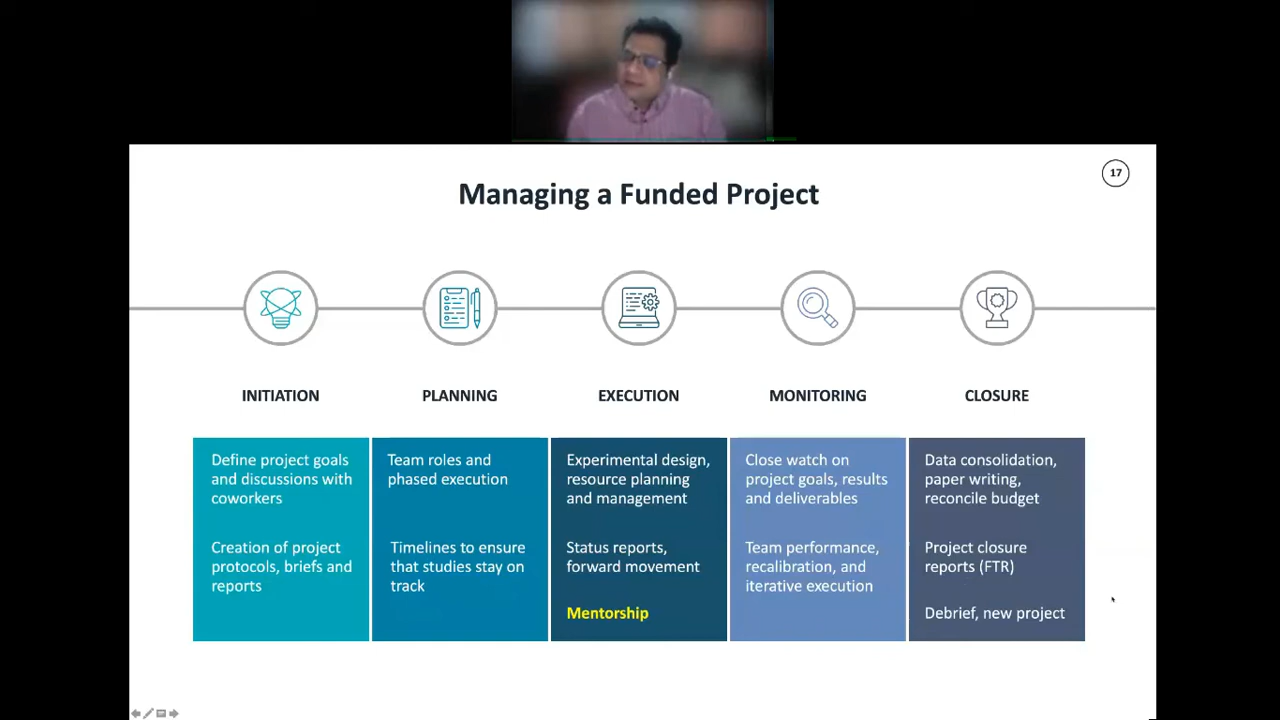 Managing a Funded Project
17
INITIATION
PLANNING
EXECUTION
MONITORING
CLOSURE
Define project goals
and discussions with
coworkers
Creation of project
protocols, briefs and
reports
Team roles and
phased execution
Timelines to ensure
that studies stay on
track
Experimental design,
resource planning
and management
Status reports,
forward movement
Mentorship
Close watch on
project goals, results
and deliverables
Team performance,
recalibration, and
iterative execution
Data consolidation,
paper writing,
reconcile budget
Project closure
reports (FTR)
Debrief, new project